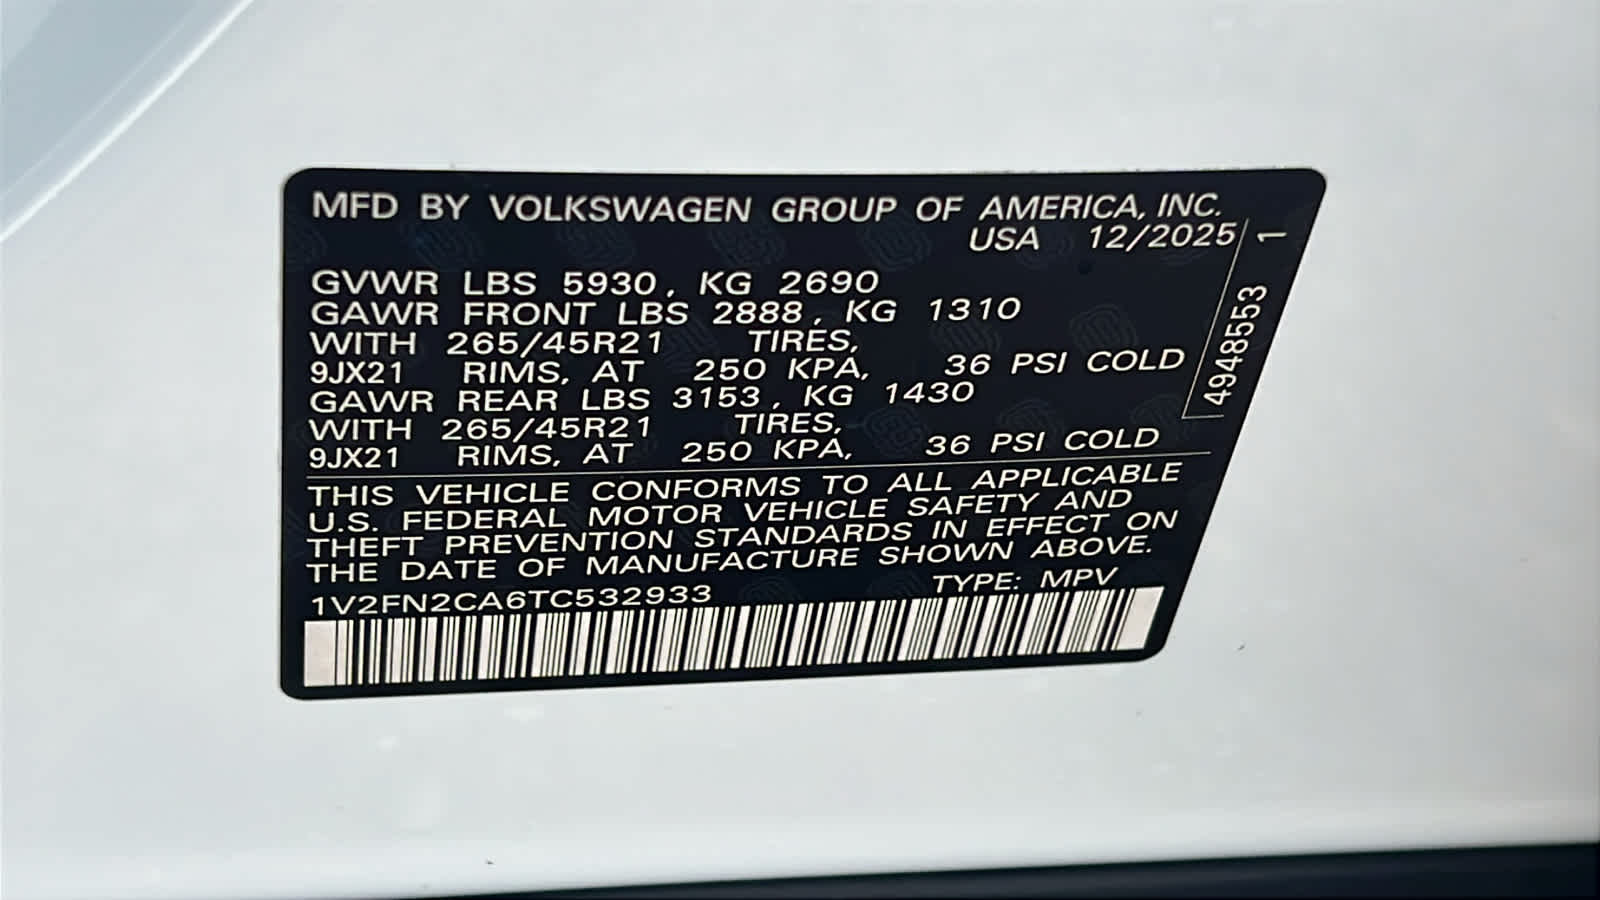 MFD BY VOLKSWAGEN GROUP OF AMERICA, INC.
USA 12/2025
GVWR LBS 5930, KG 2690
GAWR FRONT LBS 2888, KG 1310
WITH 265/45R21 TIRES,
9JX21 RIMS, AT 250 KPA, 36 PSI COLD
GAWR REAR LBS 3153, KG 1430
WITH 265/45R21 TIRES,
9JX21 RIMS, AT 250 KPA, 36 PSI COLD
4948553 1
THIS VEHICLE CONFORMS TO ALL APPLICABLE
U.S. FEDERAL MOTOR VEHICLE SAFETY AND
THEFT PREVENTION STANDARDS IN EFFECT ON
THE DATE OF MANUFACTURE SHOWN ABOVE.
1V2FN2CA6TC532933 TYPE: MPV